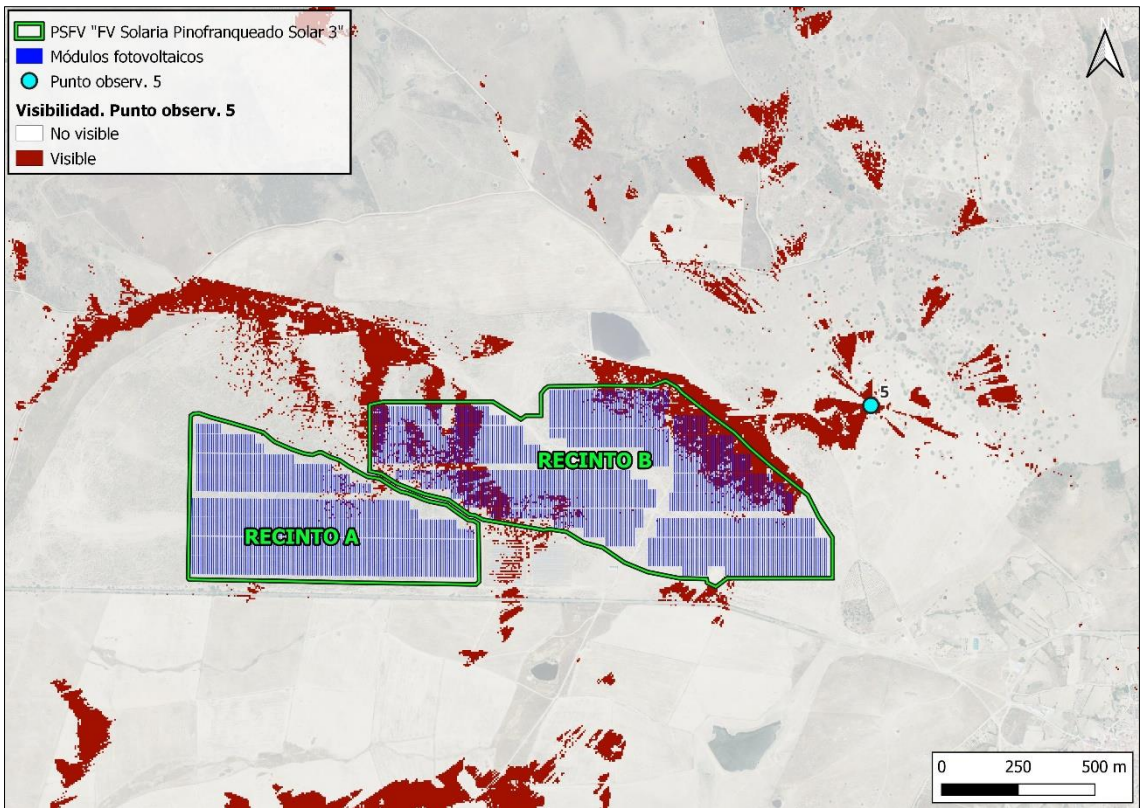 PSFV "FV Solaria Pinofranqueado Solar 3"
Módulos fotovoltaicos
Punto observ. 5
Visibilidad. Punto observ. 5
No visible
Visible
N
5
RECINTO B
RECINTO A
0 250 500 m